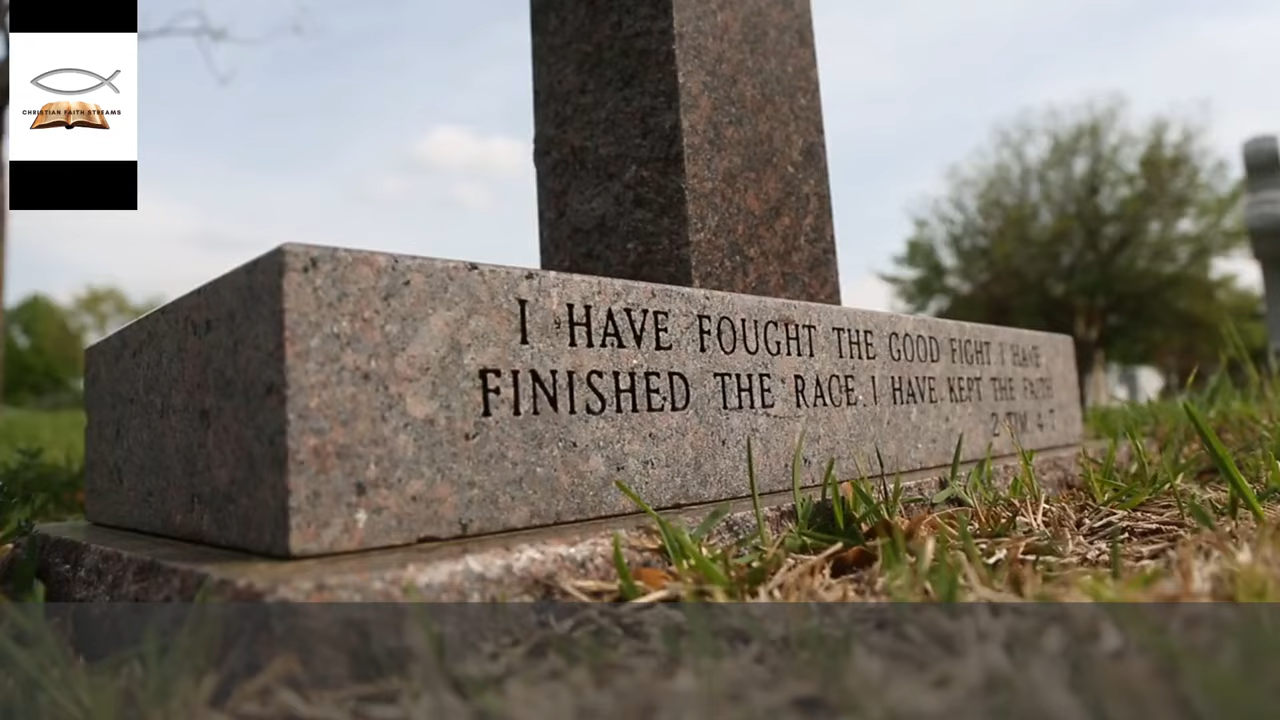 CHRISTIAN FAITH STREAMS
I HAVE FOUGHT THE GOOD FIGHT I HAVE
FINISHED THE RACE. I HAVE KEPT THE FAITH
2 TIM. 4-7